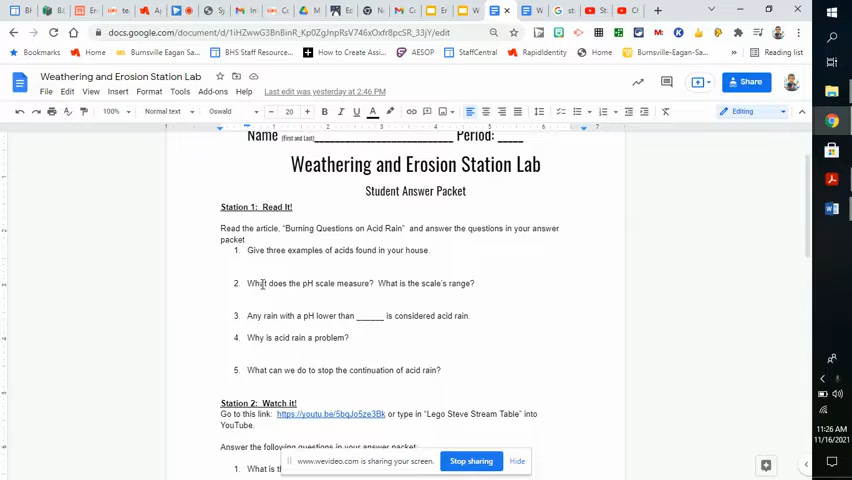 docs.google.com/document/d/1iHZwG3BnBinR_Kp0ZgJnpRsV746xOxfr8pcSR_33jY/edit
Bookmarks Home Burnsville-Eagan-Sa... BHS Staff Resource... How to Create Assi... AESOP StaffCentral RapidIdentity Home Burnsville-Eagan-Sa... Reading list
Weathering and Erosion Station Lab
File Edit View Insert Format Tools Add-ons Help Last edit was yesterday at 2:46 PM
Share
100% Normal text Oswald 20 Editing
Name (First and Last) Period:
Weathering and Erosion Station Lab
Student Answer Packet
Station 1: Read It!
Read the article, "Burning Questions on Acid Rain" and answer the questions in your answer
packet
1. Give three examples of acids found in your house.
2. What does the pH scale measure? What is the scale's range?
3. Any rain with a pH lower than ______ is considered acid rain.
4. Why is acid rain a problem?
5. What can we do to stop the continuation of acid rain?
Station 2: Watch it!
Go to this link: https://youtu.be/5bqJo5ze3Bk or type in "Lego Steve Stream Table" into
YouTube.
Answer the following questions in your answer packet:
1. What is th
www.wevideo.com is sharing your screen. Stop sharing Hide
11:26 AM
11/16/2021